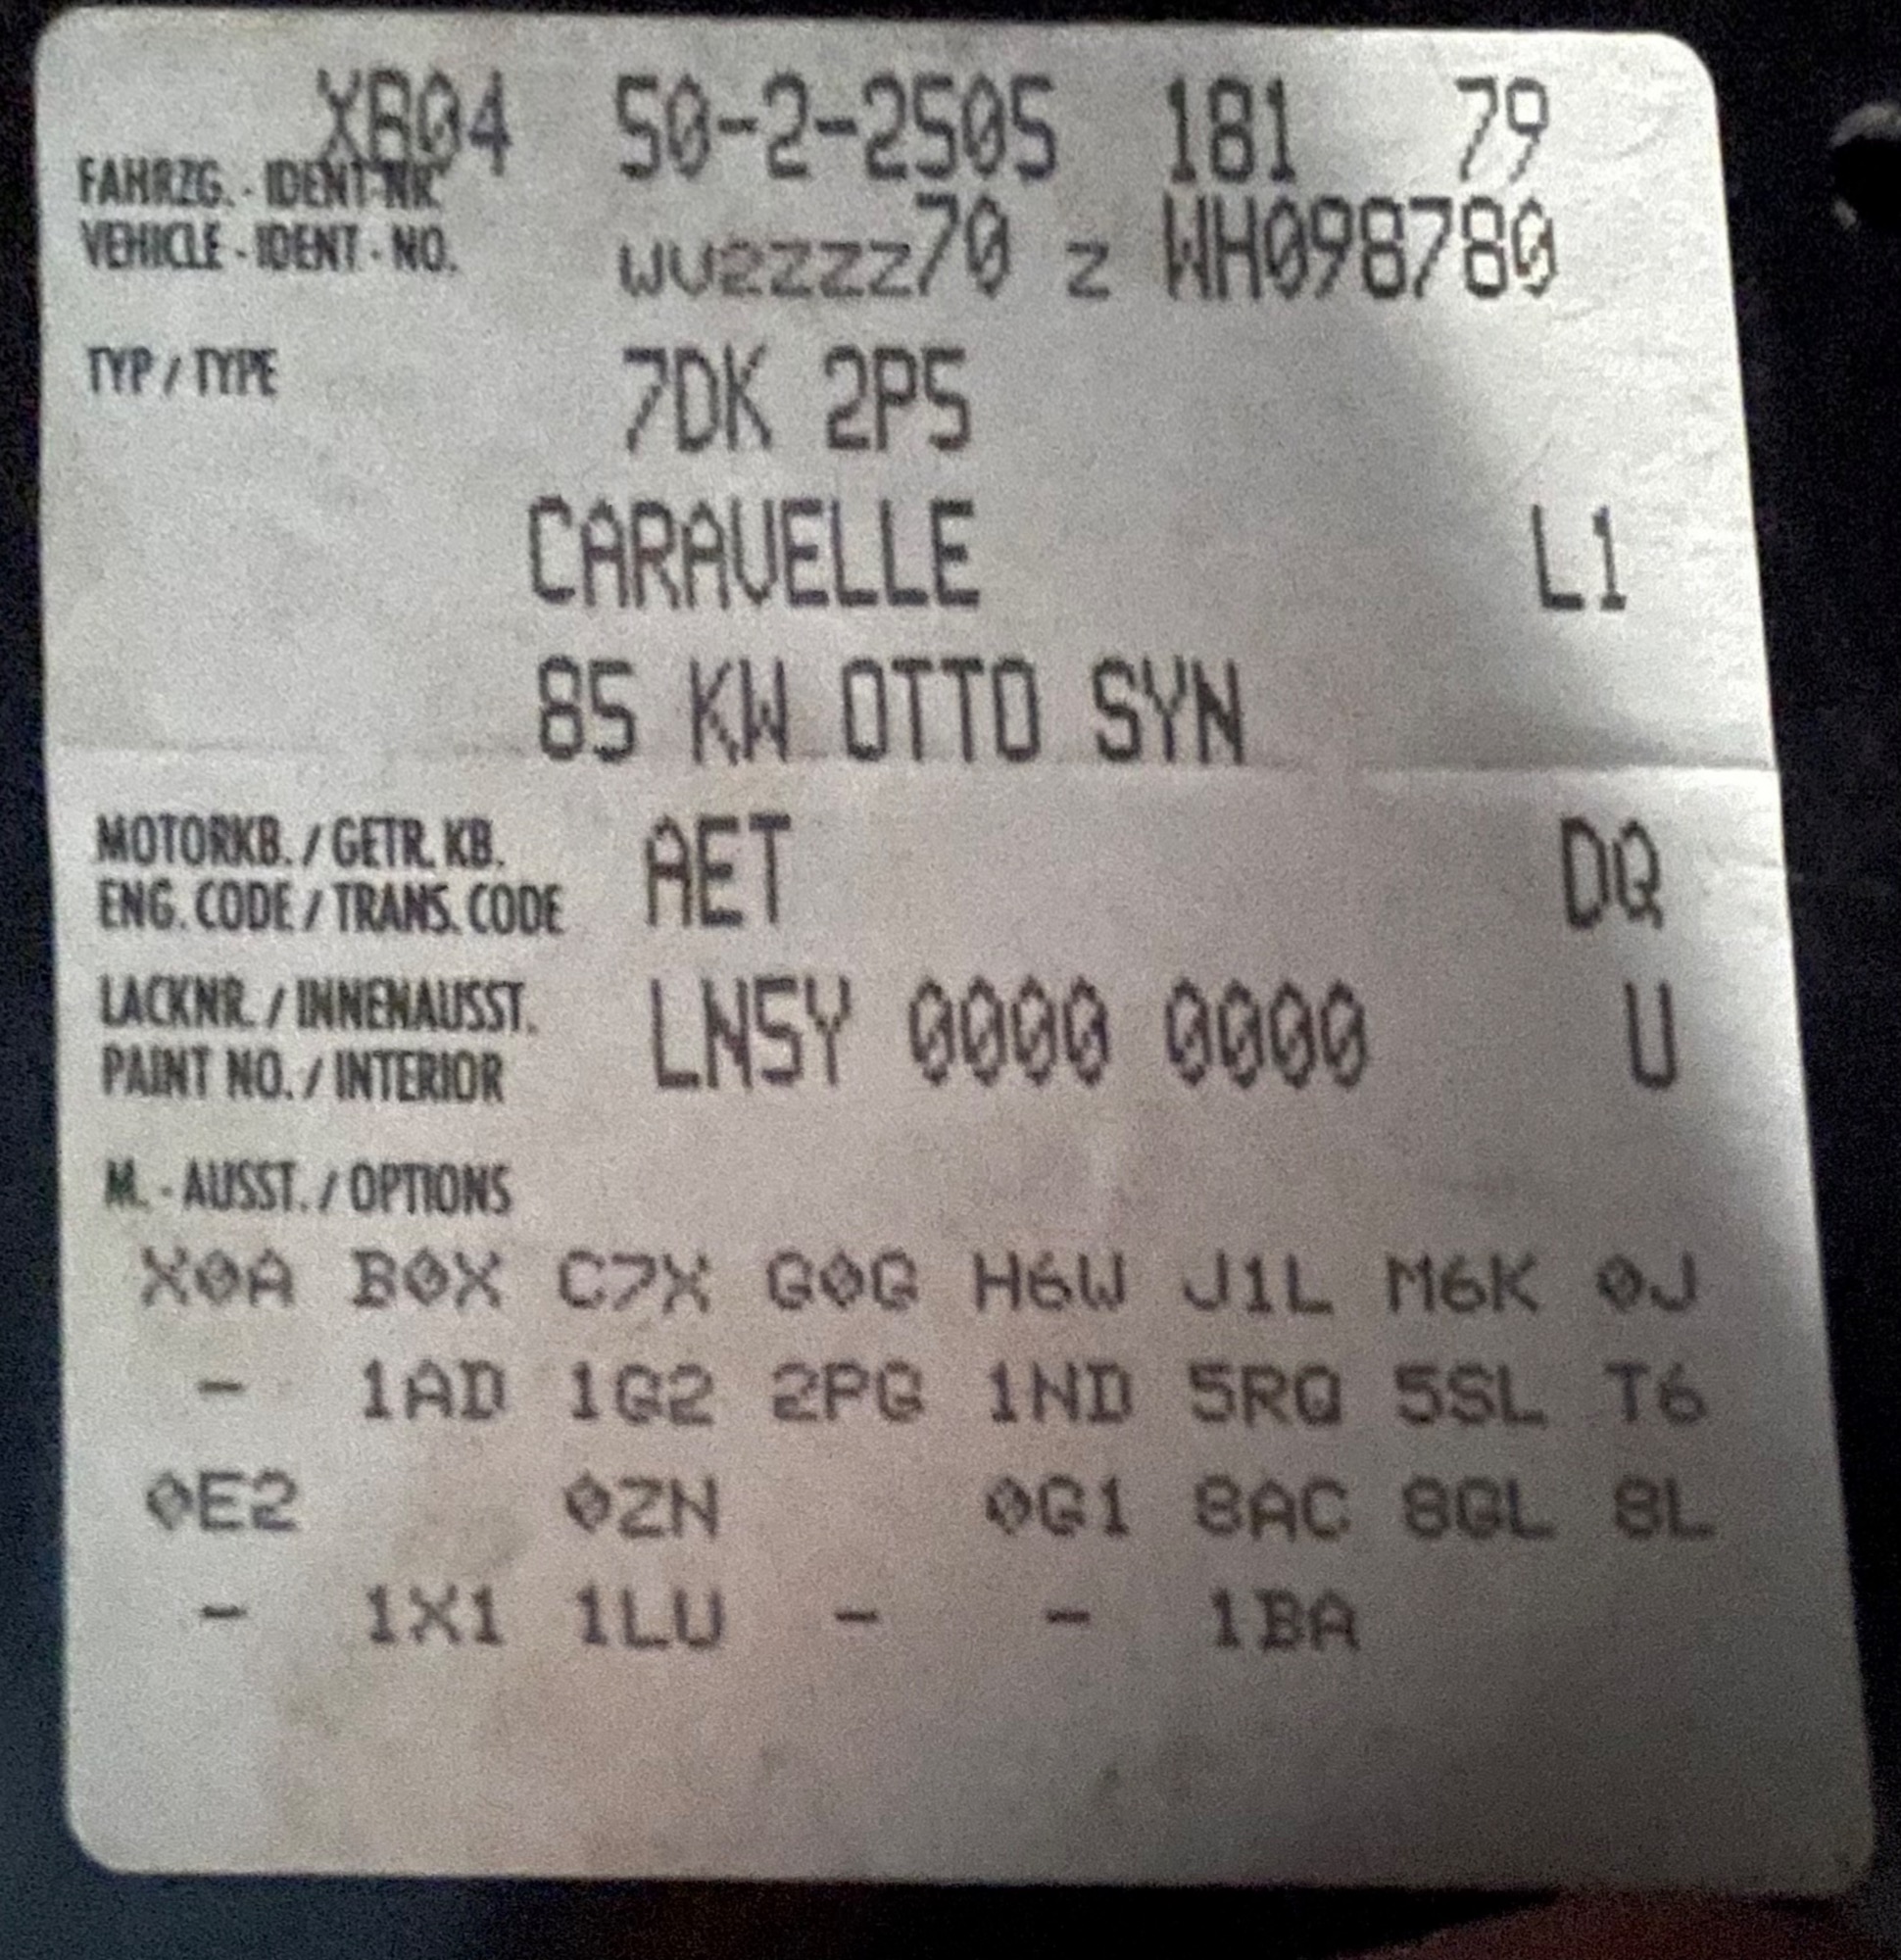 XB04 50-2-2505 181 79
FAHRZG. - IDENT-NR.
VEHICLE - IDENT - NO. WV2ZZZ70 Z WH098780
TYP / TYPE 7DK 2P5
CARAVELLE L1
85 KW OTTO SYN
MOTORKB. / GETR. KB. AET DQ
ENG. CODE / TRANS. CODE
LACKNR. / INNENAUSST. LN5Y 0000 0000 U
PAINT NO. / INTERIOR
M. - AUSST. / OPTIONS
X0A B0X C7X G0G H6W J1L M6K 0J
- 1AD 1G2 2PG 1ND 5RQ 5SL T6
0E2 0ZN 0G1 8AC 8GL 8L
- 1X1 1LU - - 1BA